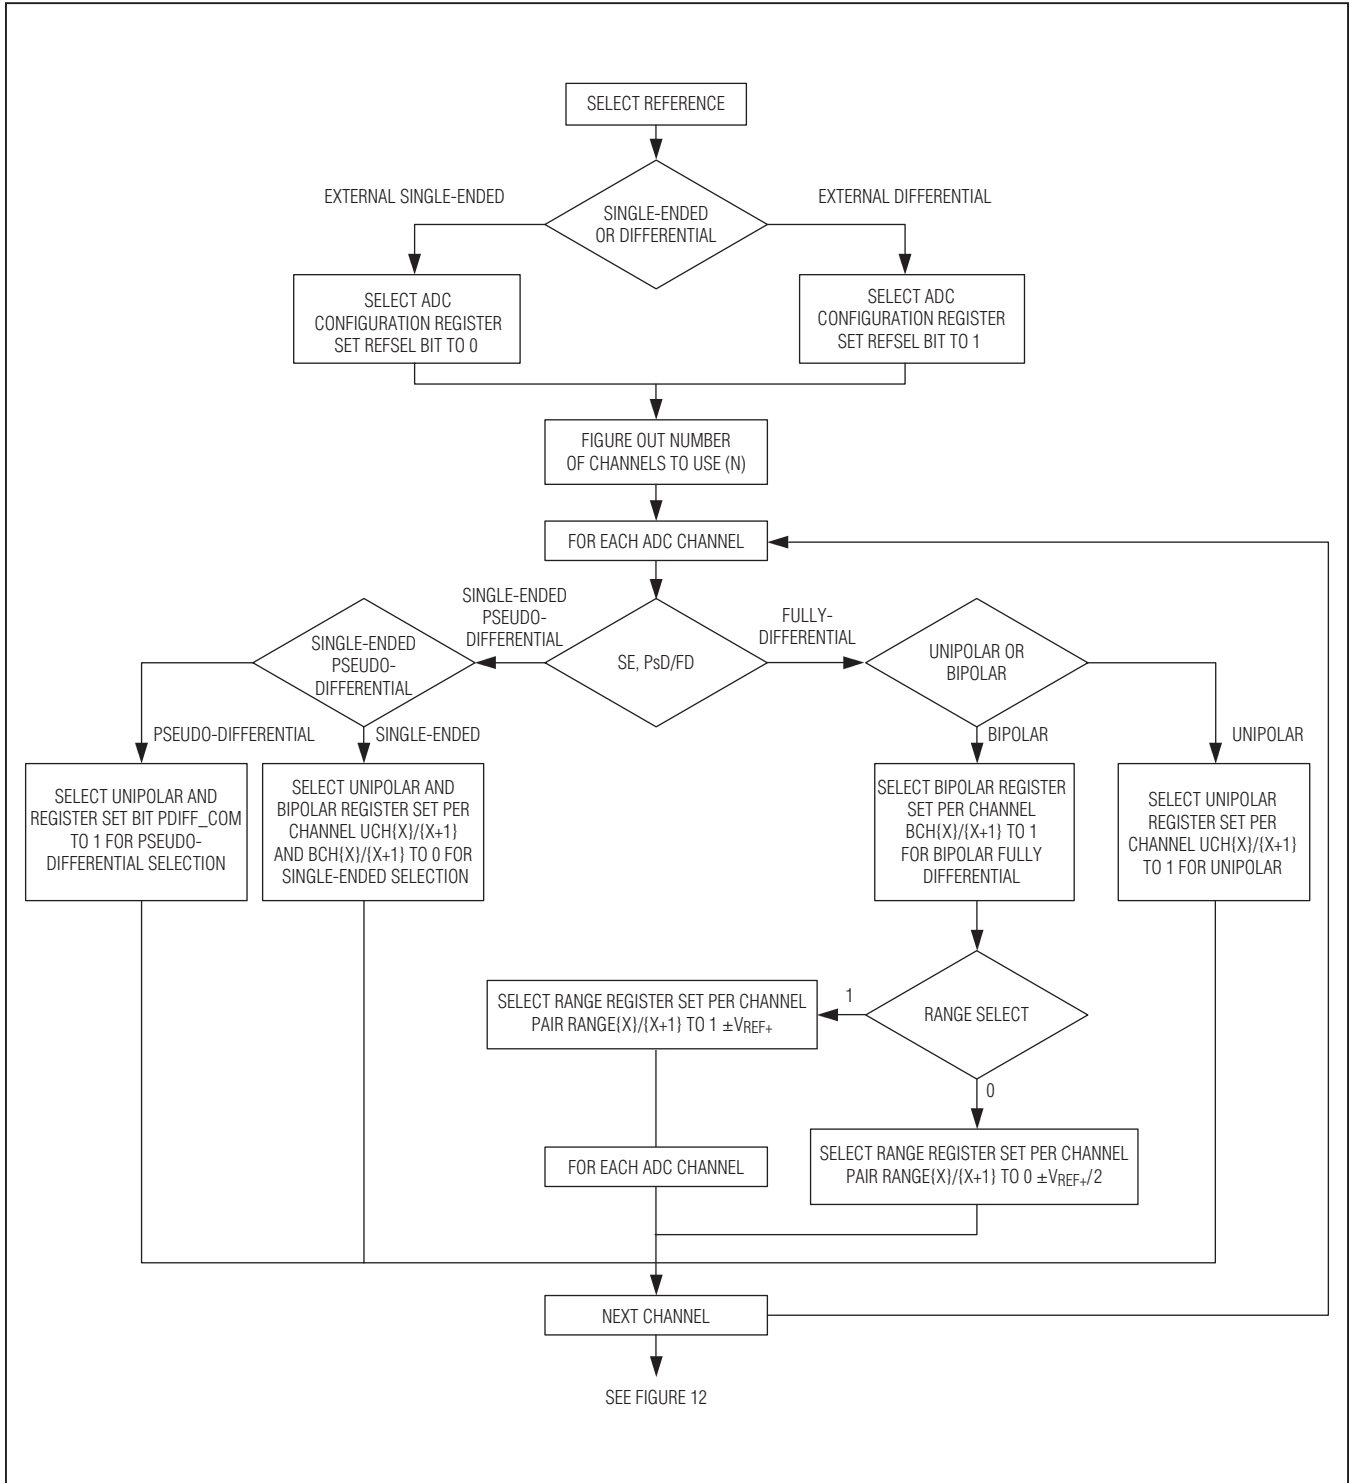 SELECT REFERENCE
EXTERNAL SINGLE-ENDED
EXTERNAL DIFFERENTIAL
SINGLE-ENDED
OR DIFFERENTIAL
SELECT ADC
CONFIGURATION REGISTER
SET REFSEL BIT TO 0
SELECT ADC
CONFIGURATION REGISTER
SET REFSEL BIT TO 1
FIGURE OUT NUMBER
OF CHANNELS TO USE (N)
FOR EACH ADC CHANNEL
SINGLE-ENDED
PSEUDO-
DIFFERENTIAL
FULLY-
DIFFERENTIAL
SINGLE-ENDED
PSEUDO-
DIFFERENTIAL
SE, PsD/FD
UNIPOLAR OR
BIPOLAR
PSEUDO-DIFFERENTIAL
SINGLE-ENDED
BIPOLAR
UNIPOLAR
SELECT UNIPOLAR AND
REGISTER SET BIT PDIFF_COM
TO 1 FOR PSEUDO-
DIFFERENTIAL SELECTION
SELECT UNIPOLAR AND
BIPOLAR REGISTER SET PER
CHANNEL UCH{X}/{X+1}
AND BCH{X}/{X+1} TO 0 FOR
SINGLE-ENDED SELECTION
SELECT BIPOLAR REGISTER
SET PER CHANNEL
BCH{X}/{X+1} TO 1
FOR BIPOLAR FULLY
DIFFERENTIAL
SELECT UNIPOLAR
REGISTER SET PER
CHANNEL UCH{X}/{X+1}
TO 1 FOR UNIPOLAR
SELECT RANGE REGISTER SET PER CHANNEL
PAIR RANGE{X}/{X+1} TO 1 ±VREF+
1
RANGE SELECT
0
FOR EACH ADC CHANNEL
SELECT RANGE REGISTER SET PER CHANNEL
PAIR RANGE{X}/{X+1} TO 0 ±VREF+/2
NEXT CHANNEL
SEE FIGURE 12